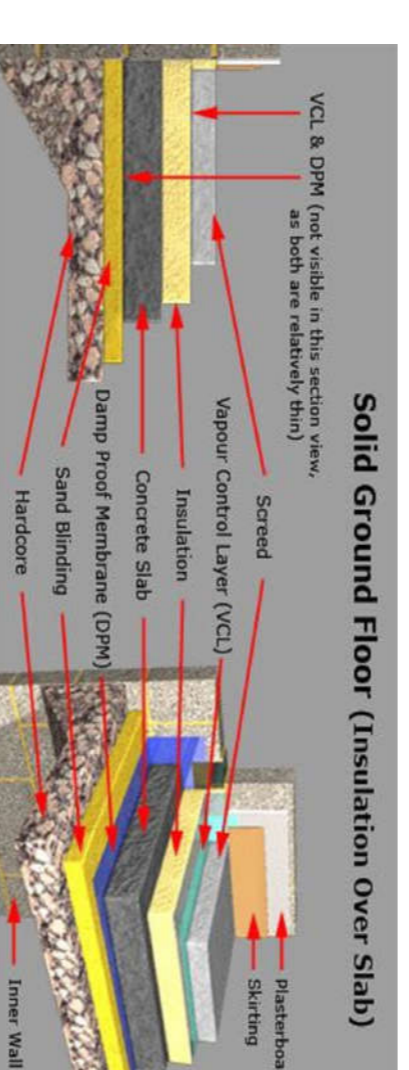 Solid Ground Floor (Insulation Over Slab)
VCL & DPM (not visible in this section view,
as both are relatively thin)
Screed
Vapour Control Layer (VCL)
Insulation
Concrete Slab
Damp Proof Membrane (DPM)
Sand Blinding
Hardcore
Plasterboa
Skirting
Inner Wall